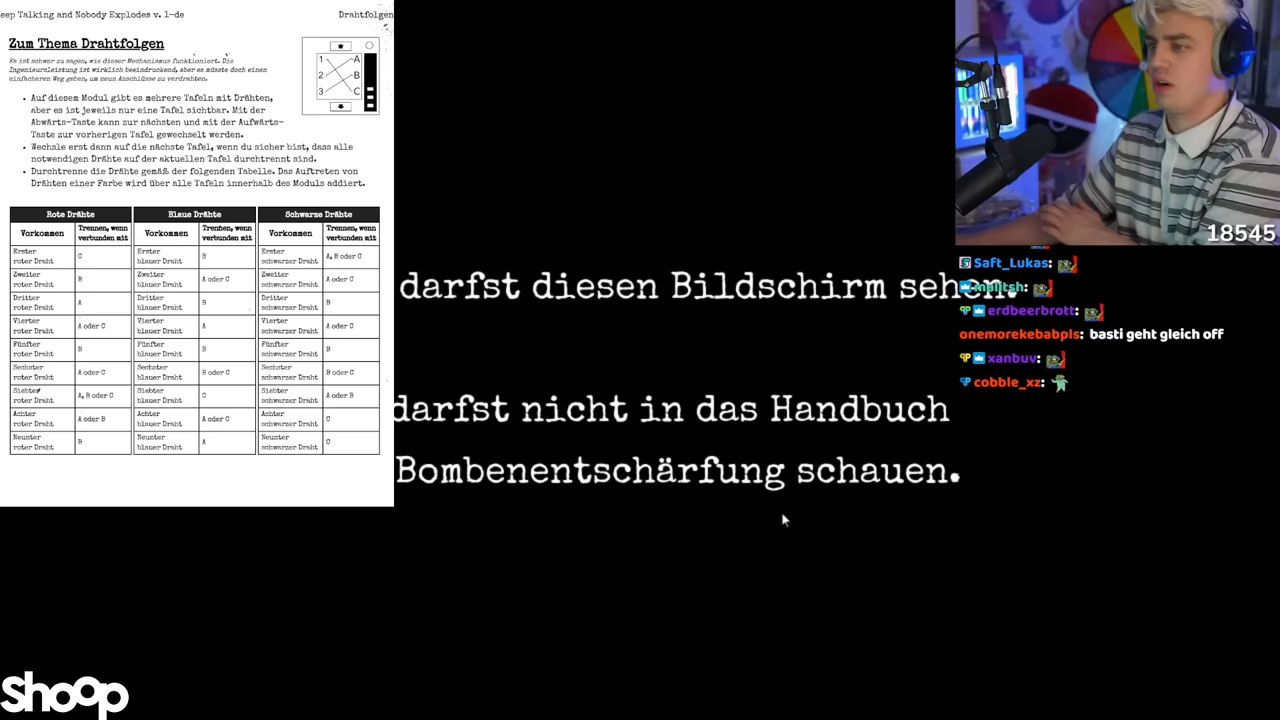 eep Talking and Nobody Explodes v. 1-de
Drahtfolgen
Zum Thema Drahtfolgen
Es ist schwer zu sagen, wie dieser Mechanismus funktioniert. Die
Ingenieursleistung ist wirklich beeindruckend, aber es müsste doch einen
einfacheren Weg geben, um neun Anschlüsse zu verdrahten.
1 A
2 B
3 C
• Auf diesem Modul gibt es mehrere Tafeln mit Drähten,
aber es ist jeweils nur eine Tafel sichtbar. Mit der
Abwärts-Taste kann zur nächsten und mit der Aufwärts-
Taste zur vorherigen Tafel gewechselt werden.
• Wechsle erst dann auf die nächste Tafel, wenn du sicher bist, dass alle
notwendigen Drähte auf der aktuellen Tafel durchtrennt sind.
• Durchtrenne die Drähte gemäß der folgenden Tabelle. Das Auftreten von
Drähten einer Farbe wird über alle Tafeln innerhalb des Moduls addiert.
Rote Drähte
Vorkommen Trennen, wenn verbunden mit
Erster roter Draht C
Zweiter roter Draht B
Dritter roter Draht A
Vierter roter Draht A oder C
Fünfter roter Draht B
Sechster roter Draht A oder C
Siebter roter Draht A, B oder C
Achter roter Draht A oder B
Neunter roter Draht B
Blaue Drähte
Vorkommen Trennen, wenn verbunden mit
Erster blauer Draht B
Zweiter blauer Draht A oder C
Dritter blauer Draht B
Vierter blauer Draht A
Fünfter blauer Draht B
Sechster blauer Draht B oder C
Siebter blauer Draht C
Achter blauer Draht A oder C
Neunter blauer Draht A
Schwarze Drähte
Vorkommen Trennen, wenn verbunden mit
Erster schwarzer Draht A, B oder C
Zweiter schwarzer Draht A oder C
Dritter schwarzer Draht B
Vierter schwarzer Draht A oder C
Fünfter schwarzer Draht B
Sechster schwarzer Draht B oder C
Siebter schwarzer Draht A oder B
Achter schwarzer Draht C
Neunter schwarzer Draht C
darfst diesen Bildschirm sehen.
darfst nicht in das Handbuch
Bombenentschärfung schauen.
18545
Saft_Lukas:
malitsh:
erdbeerbrott:
onemorekebabpls: basti geht gleich off
xanbuv:
cobble_xz:
shoop